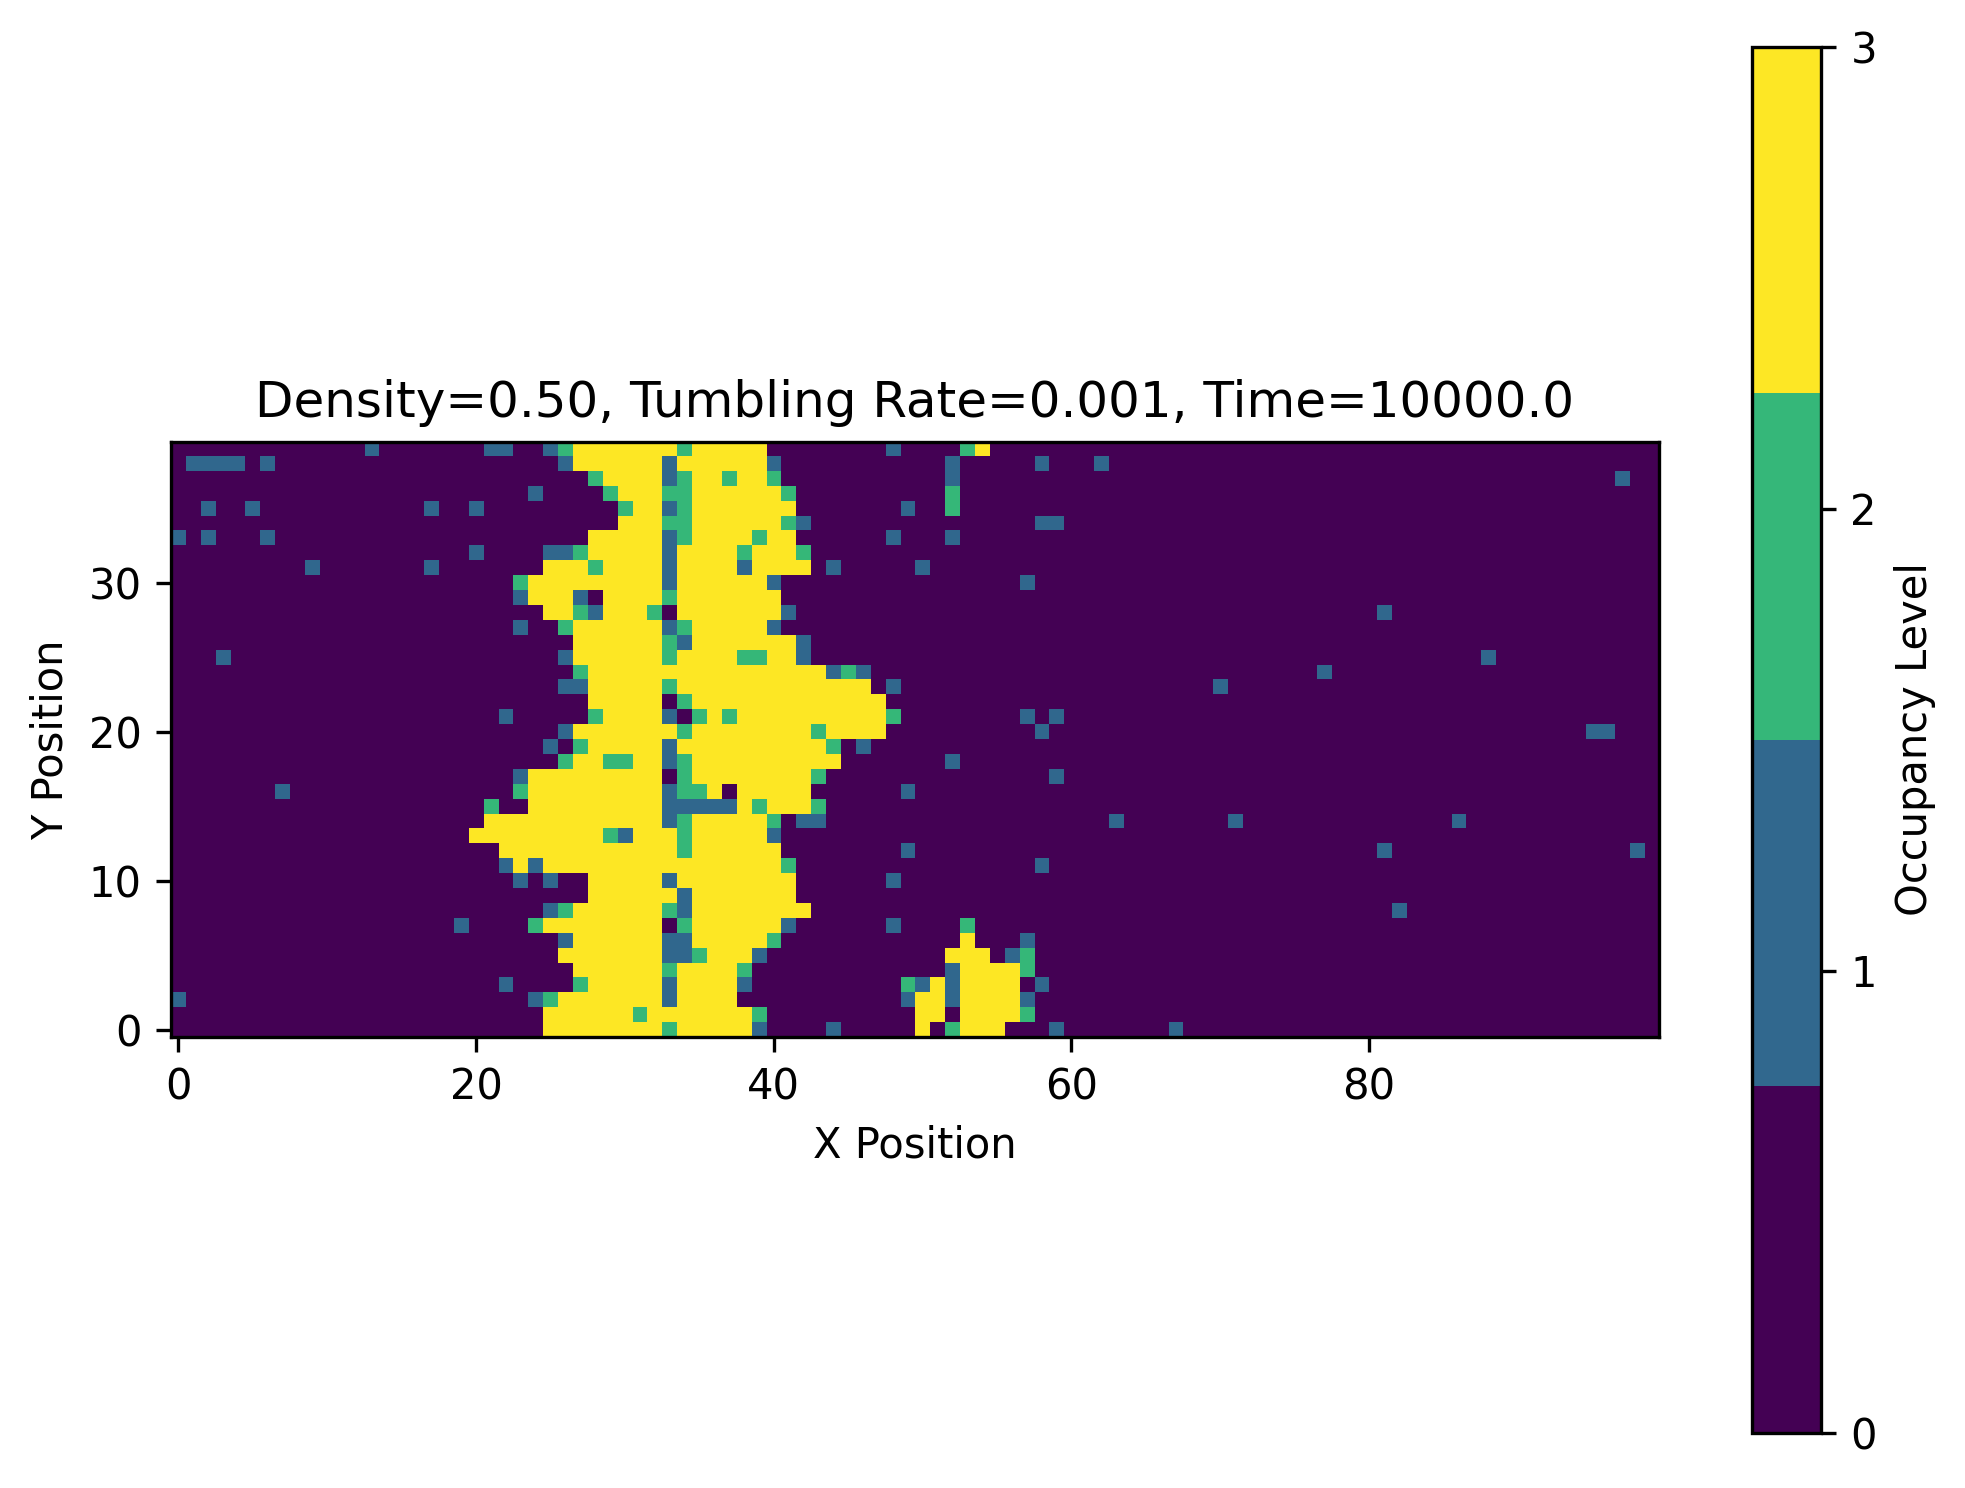 Density=0.50, Tumbling Rate=0.001, Time=10000.0
Y Position
30
20
10
0
0 20 40 60 80
X Position
3
2
1
0
Occupancy Level